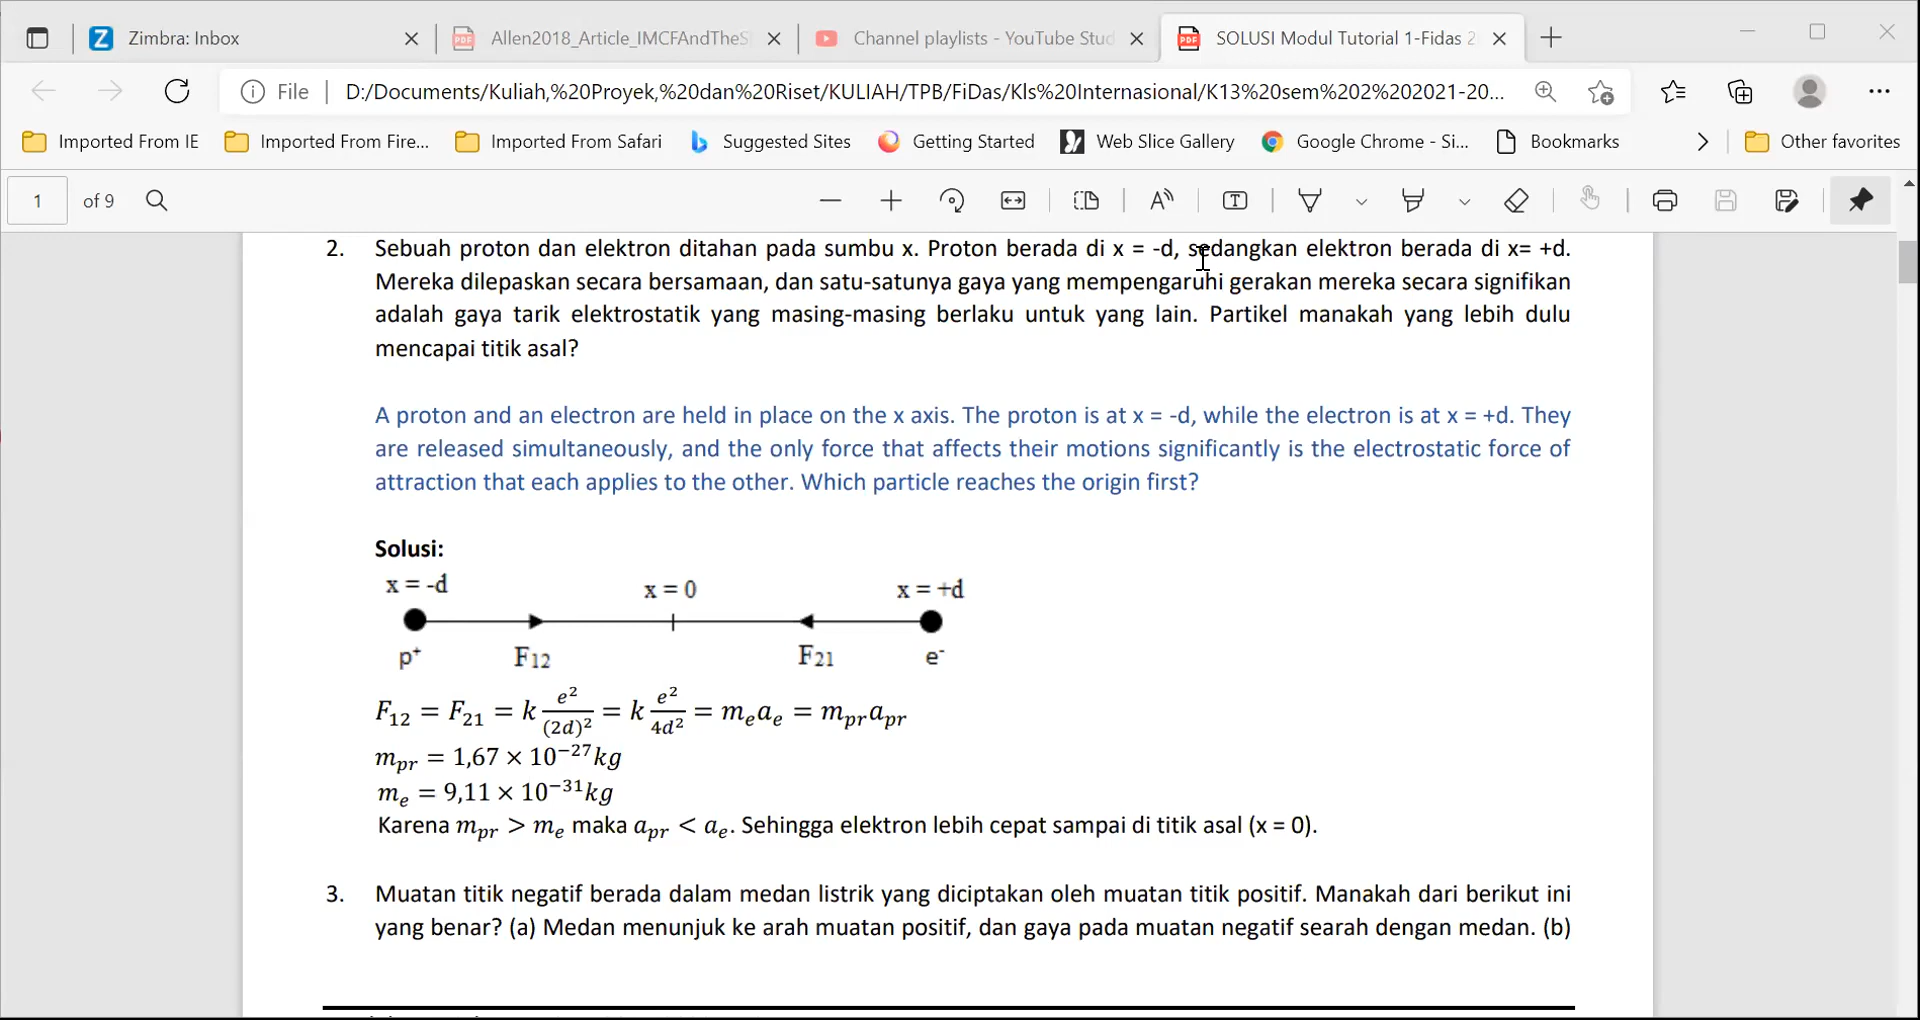 Zimbra: Inbox
Allen2018_Article_IMCFAndTheS
Channel playlists - YouTube Stud
SOLUSI Modul Tutorial 1-Fidas 2
File
D:/Documents/Kuliah,%20Proyek,%20dan%20Riset/KULIAH/TPB/FiDas/Kls%20Internasional/K13%20sem%202%202021-20...
Imported From IE
Imported From Fire...
Imported From Safari
Suggested Sites
Getting Started
Web Slice Gallery
Google Chrome - Si...
Bookmarks
Other favorites
1 of 9
2. Sebuah proton dan elektron ditahan pada sumbu x. Proton berada di x = -d, sedangkan elektron berada di x= +d.
Mereka dilepaskan secara bersamaan, dan satu-satunya gaya yang mempengaruhi gerakan mereka secara signifikan
adalah gaya tarik elektrostatik yang masing-masing berlaku untuk yang lain. Partikel manakah yang lebih dulu
mencapai titik asal?
A proton and an electron are held in place on the x axis. The proton is at x = -d, while the electron is at x = +d. They
are released simultaneously, and the only force that affects their motions significantly is the electrostatic force of
attraction that each applies to the other. Which particle reaches the origin first?
Solusi:
x = -d x = 0 x = +d
p⁺ F₁₂ F₂₁ e⁻
F₁₂ = F₂₁ = k e²/(2d)² = k e²/4d² = mₑaₑ = m_pr a_pr
m_pr = 1,67 × 10⁻²⁷kg
mₑ = 9,11 × 10⁻³¹kg
Karena m_pr > mₑ maka a_pr < aₑ. Sehingga elektron lebih cepat sampai di titik asal (x = 0).
3. Muatan titik negatif berada dalam medan listrik yang diciptakan oleh muatan titik positif. Manakah dari berikut ini
yang benar? (a) Medan menunjuk ke arah muatan positif, dan gaya pada muatan negatif searah dengan medan. (b)